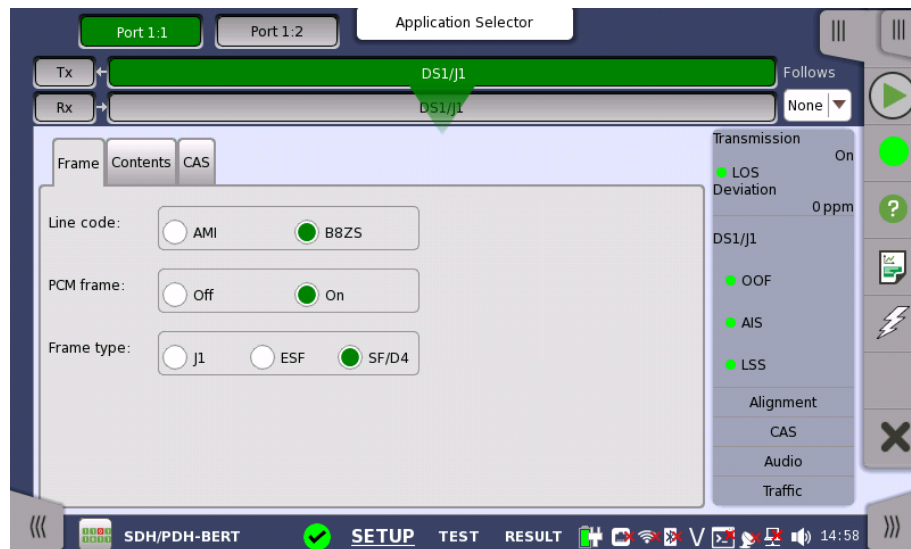 Port 1:1
Port 1:2
Application Selector
Tx
DS1/J1
Follows
Rx
DS1/J1
None
Frame
Contents
CAS
Line code:
AMI
B8ZS
PCM frame:
Off
On
Frame type:
J1
ESF
SF/D4
Transmission
On
LOS
Deviation
0 ppm
DS1/J1
OOF
AIS
LSS
Alignment
CAS
Audio
Traffic
SDH/PDH-BERT
SETUP
TEST
RESULT
V
14:58